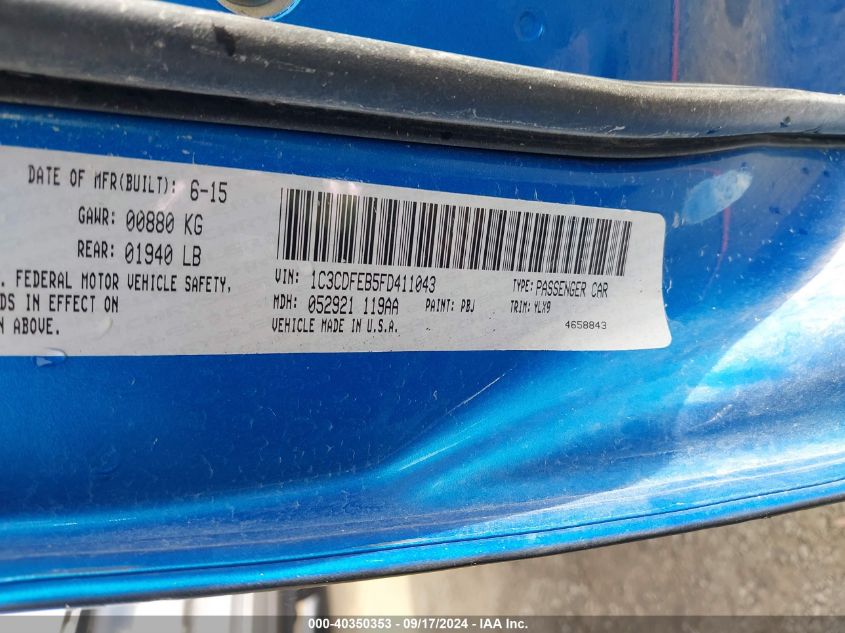 DATE OF MFR(BUILT): 6-15
GAWR: 00880 KG
REAR: 01940 LB
. FEDERAL MOTOR VEHICLE SAFETY,
DS IN EFFECT ON
N ABOVE.
VIN: 1C3CDFEB5FD411043
TYPE: PASSENGER CAR
MDH: 052921 119AA
PAINT: PBJ
TRIM: YLX9
VEHICLE MADE IN U.S.A.
4658843
000-40350353 - 09/17/2024 - IAA Inc.